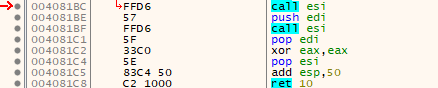 004081BC FFD6 call esi
004081BE 57 push edi
004081BF FFD6 call esi
004081C1 5F pop edi
004081C2 33C0 xor eax,eax
004081C4 5E pop esi
004081C5 83C4 50 add esp,50
004081C8 C2 1000 ret 10